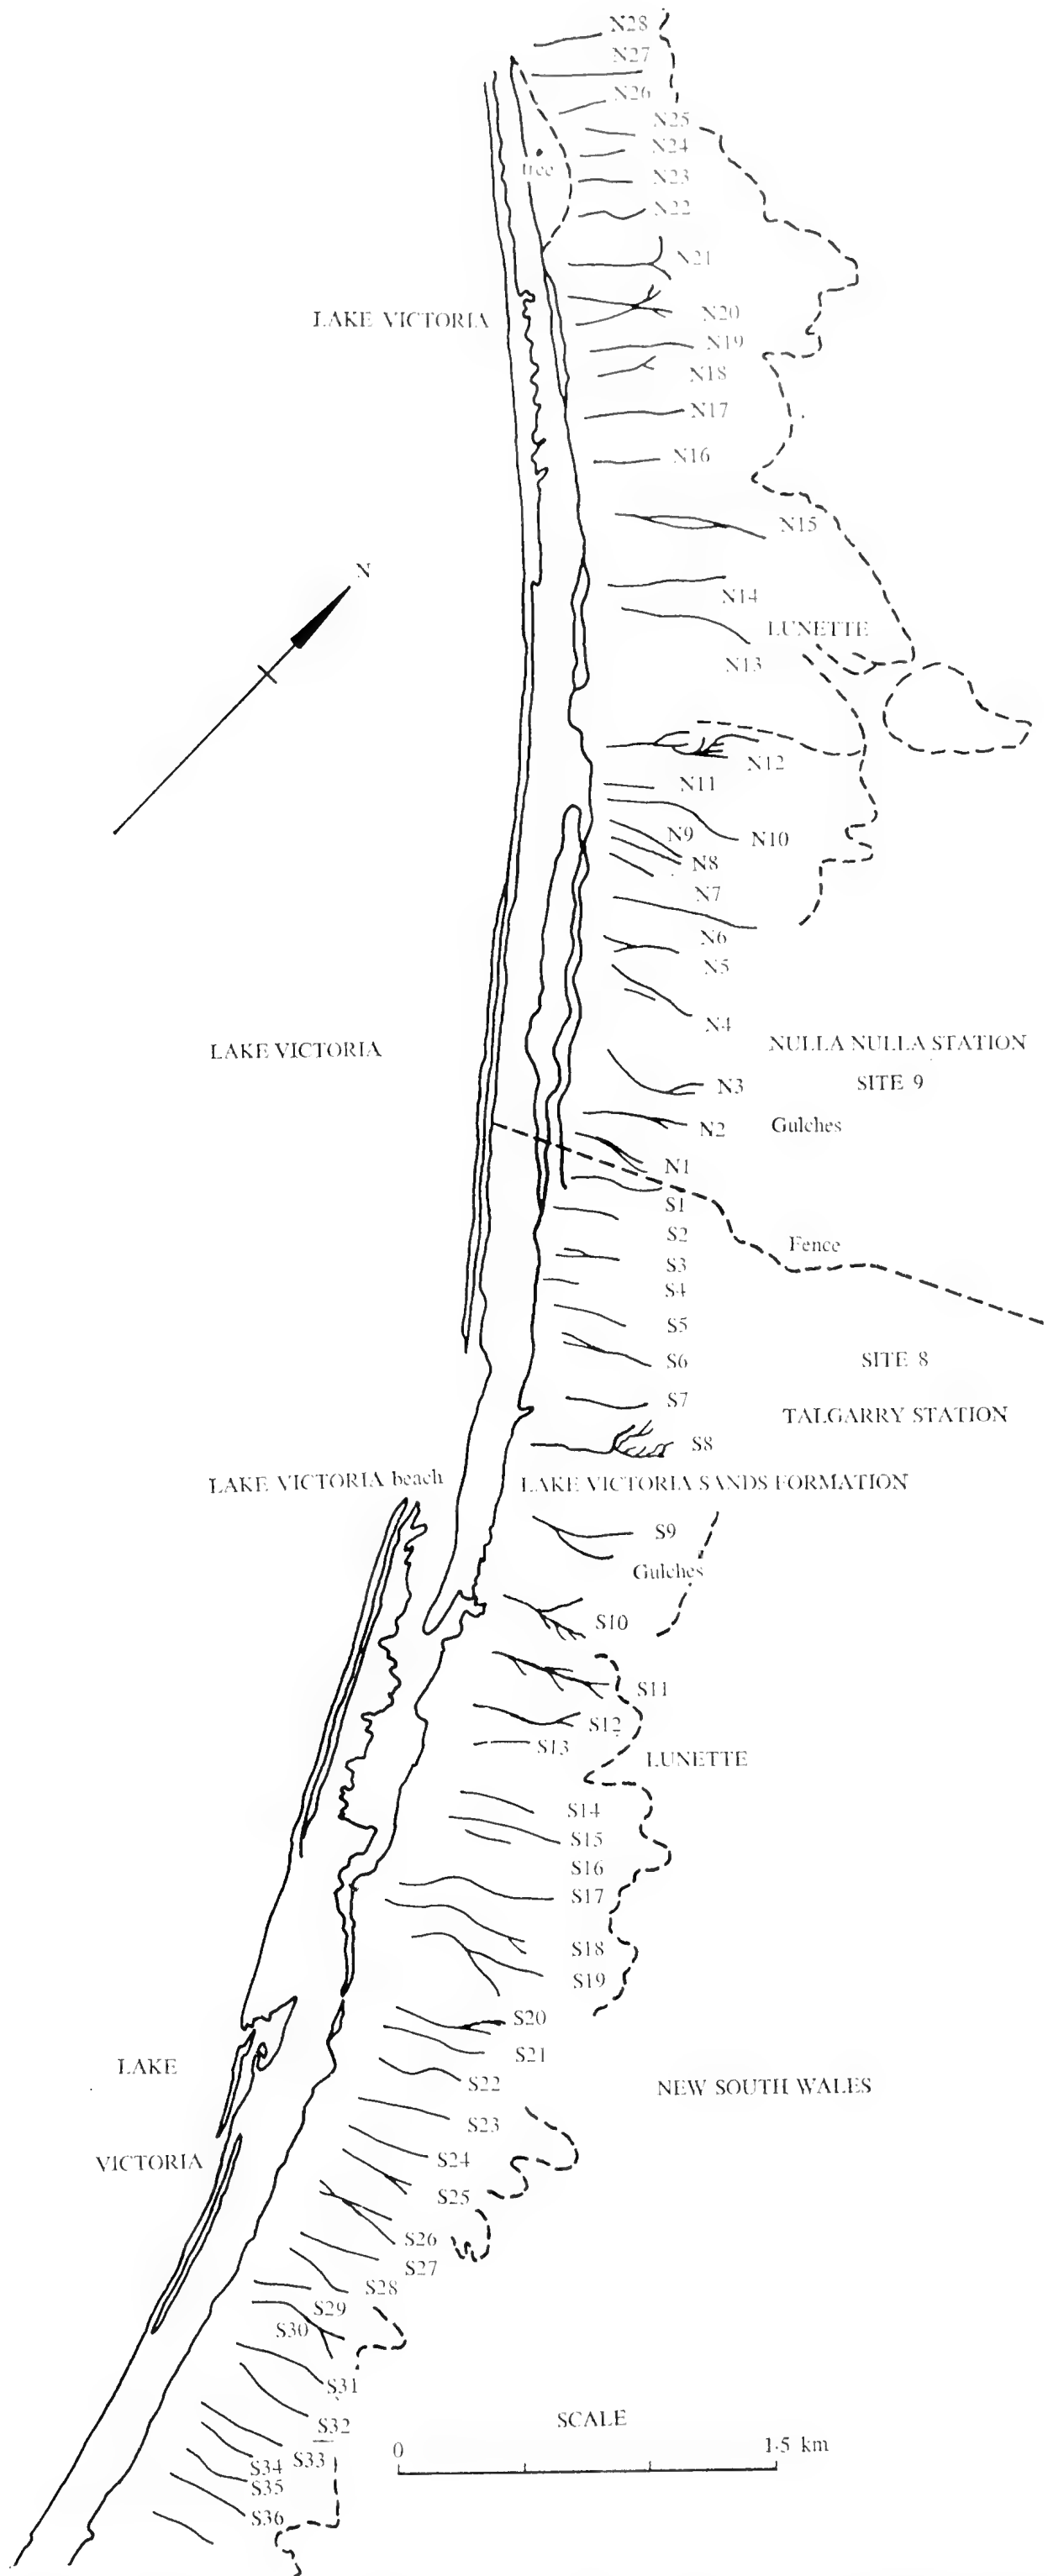 N28
N27
N26
N25
N24
tree
N23
N22
N21
LAKE VICTORIA
N20
N19
N18
N17
N16
N15
N
N14
LUNETTE
N13
N12
N11
N10
N9
N8
N7
N6
N5
N4
NULLA NULLA STATION
LAKE VICTORIA
SITE 9
N3
Gulches
N2
N1
S1
S2
Fence
S3
S4
S5
SITE 8
S6
S7
TALGARRY STATION
S8
LAKE VICTORIA beach
LAKE VICTORIA SANDS FORMATION
S9
Gulches
S10
S11
S12
S13
LUNETTE
S14
S15
S16
S17
S18
S19
S20
S21
LAKE
S22
NEW SOUTH WALES
S23
S24
VICTORIA
S25
S26
S27
S28
S29
S30
S31
S32
SCALE
0 1·5 km
S33
S34
S35
S36